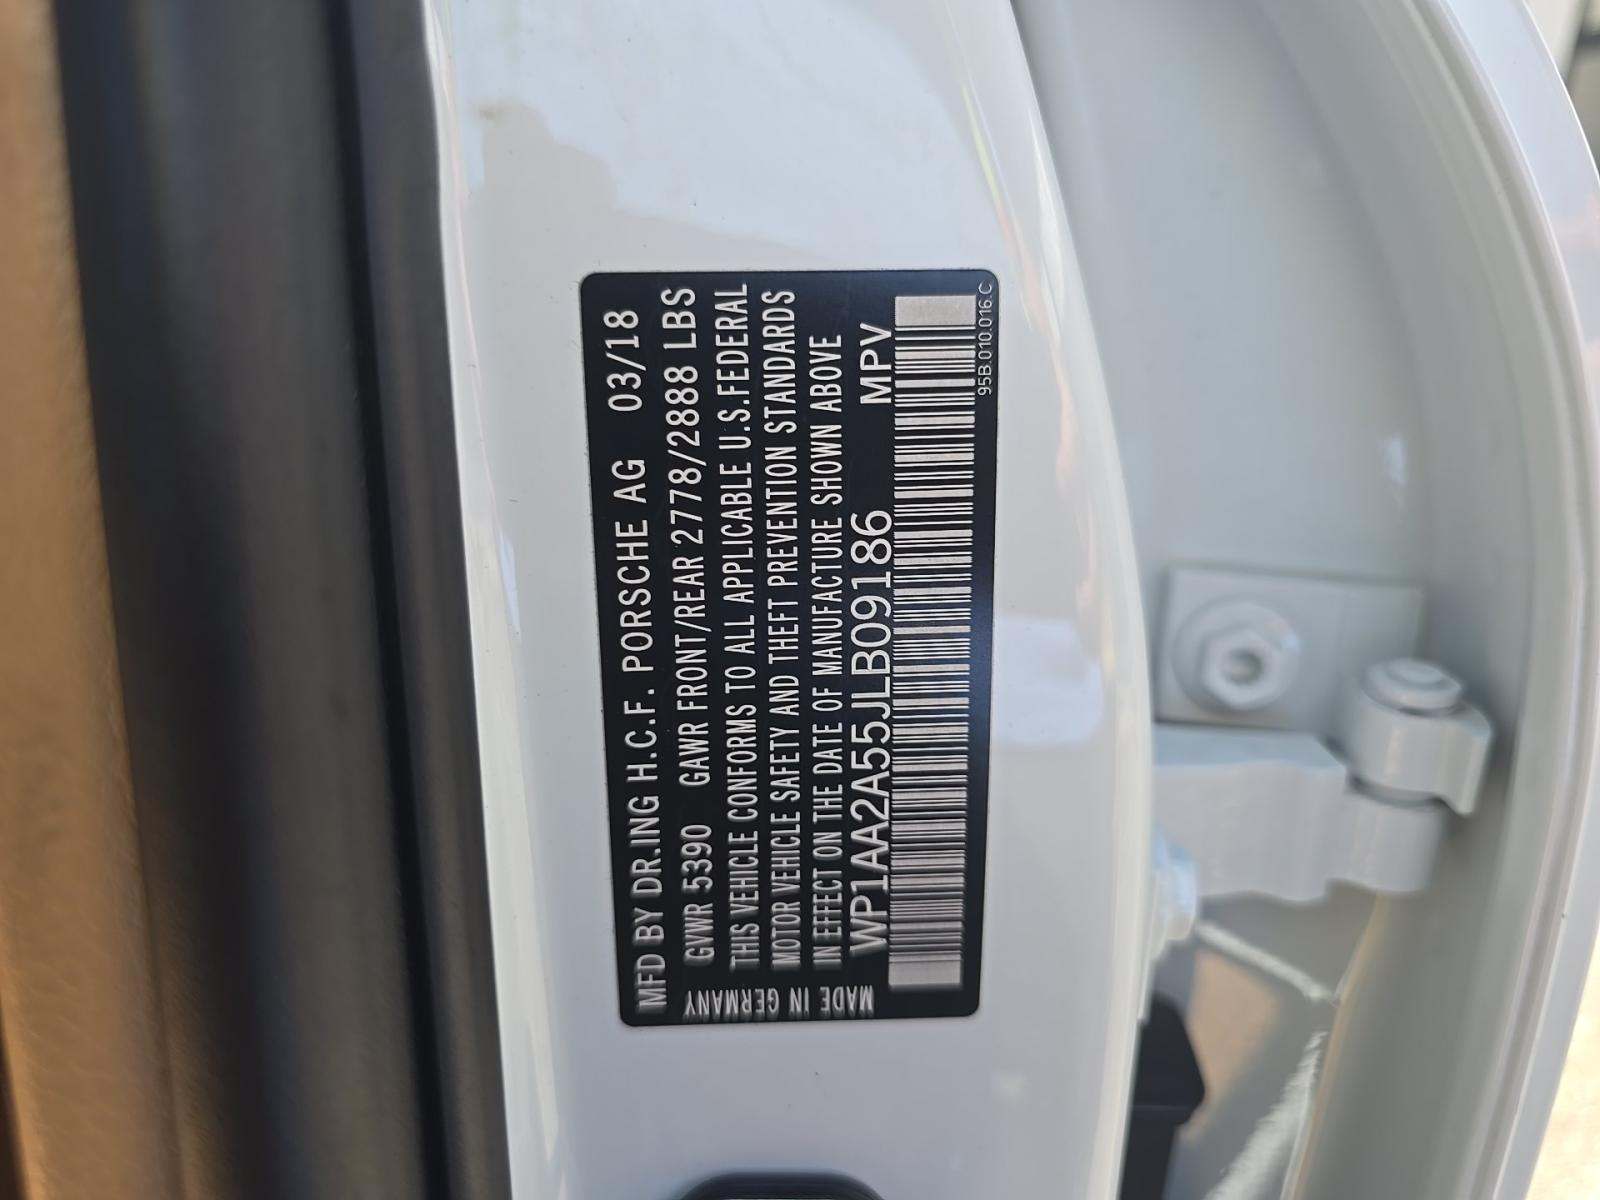 MFD BY DR.ING H.C.F. PORSCHE AG 03/18
GVWR 5390 GAWR FRONT/REAR 2778/2888 LBS
THIS VEHICLE CONFORMS TO ALL APPLICABLE U.S.FEDERAL
MOTOR VEHICLE SAFETY AND THEFT PREVENTION STANDARDS
IN EFFECT ON THE DATE OF MANUFACTURE SHOWN ABOVE
WP1AA2A55JLB09186 MPV
MADE IN GERMANY
95B.010.016.C